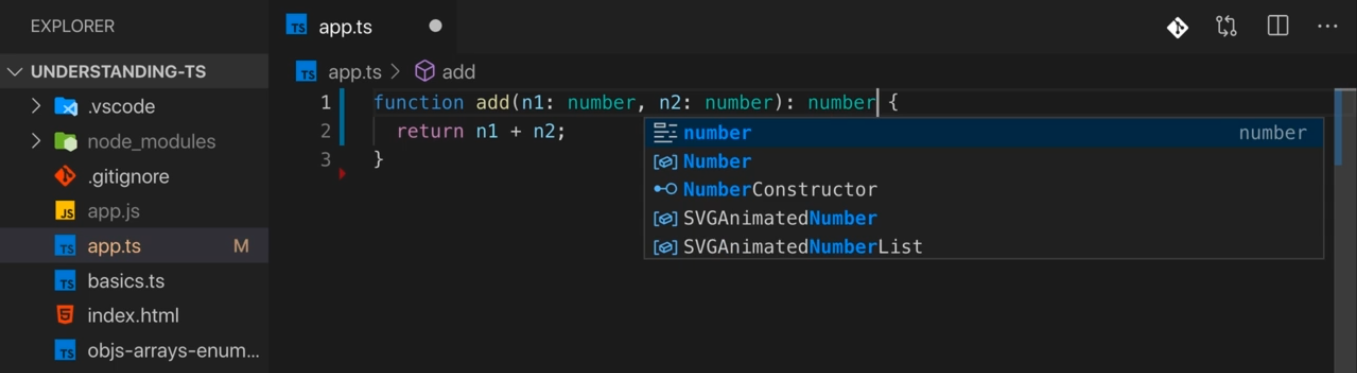 EXPLORER
TS app.ts
UNDERSTANDING-TS
TS app.ts > add
.vscode
node_modules
.gitignore
JS app.js
TS app.ts M
TS basics.ts
5 index.html
TS objs-arrays-enum...
1 function add(n1: number, n2: number): number {
2 return n1 + n2;
3 }
number number
Number
NumberConstructor
SVGAnimatedNumber
SVGAnimatedNumberList